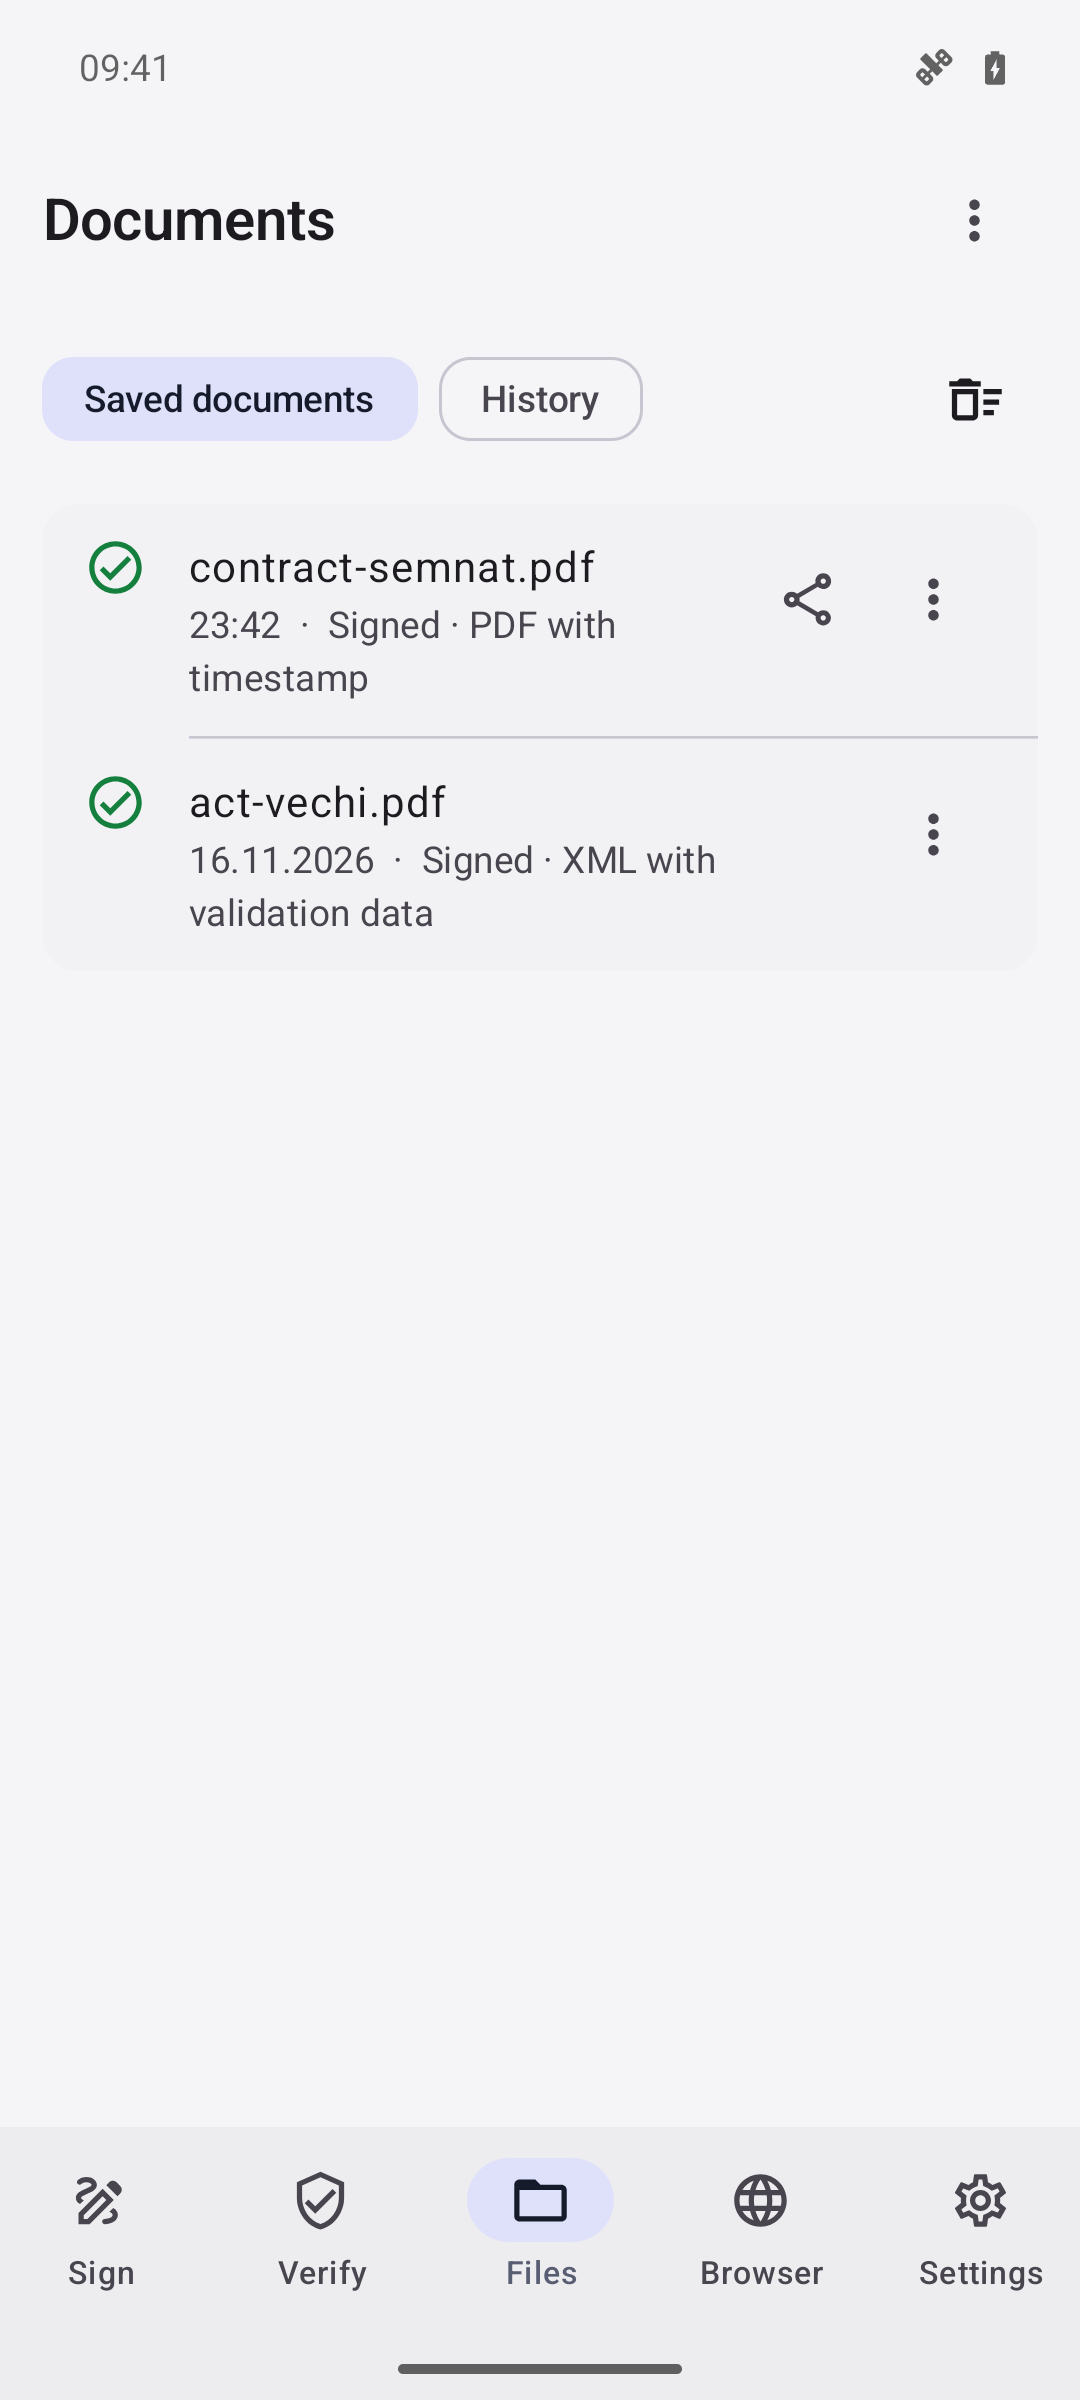 09:41
Documents
Saved documents
History
contract-semnat.pdf
23:42 · Signed · PDF with
timestamp
act-vechi.pdf
16.11.2026 · Signed · XML with
validation data
Sign
Verify
Files
Browser
Settings